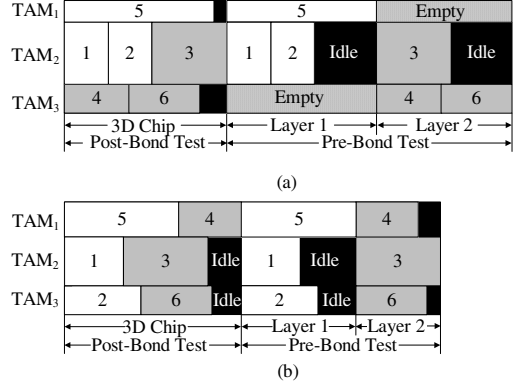 TAM1 5 5 Empty
TAM2 1 2 3 1 2 Idle 3 Idle
TAM3 4 6 Empty 4 6
3D Chip Layer 1 Layer 2
Post-Bond Test Pre-Bond Test
(a)
TAM1 5 4 5 4
TAM2 1 3 Idle 1 Idle 3
TAM3 2 6 Idle 2 Idle 6
3D Chip Layer 1 Layer 2
Post-Bond Test Pre-Bond Test
(b)